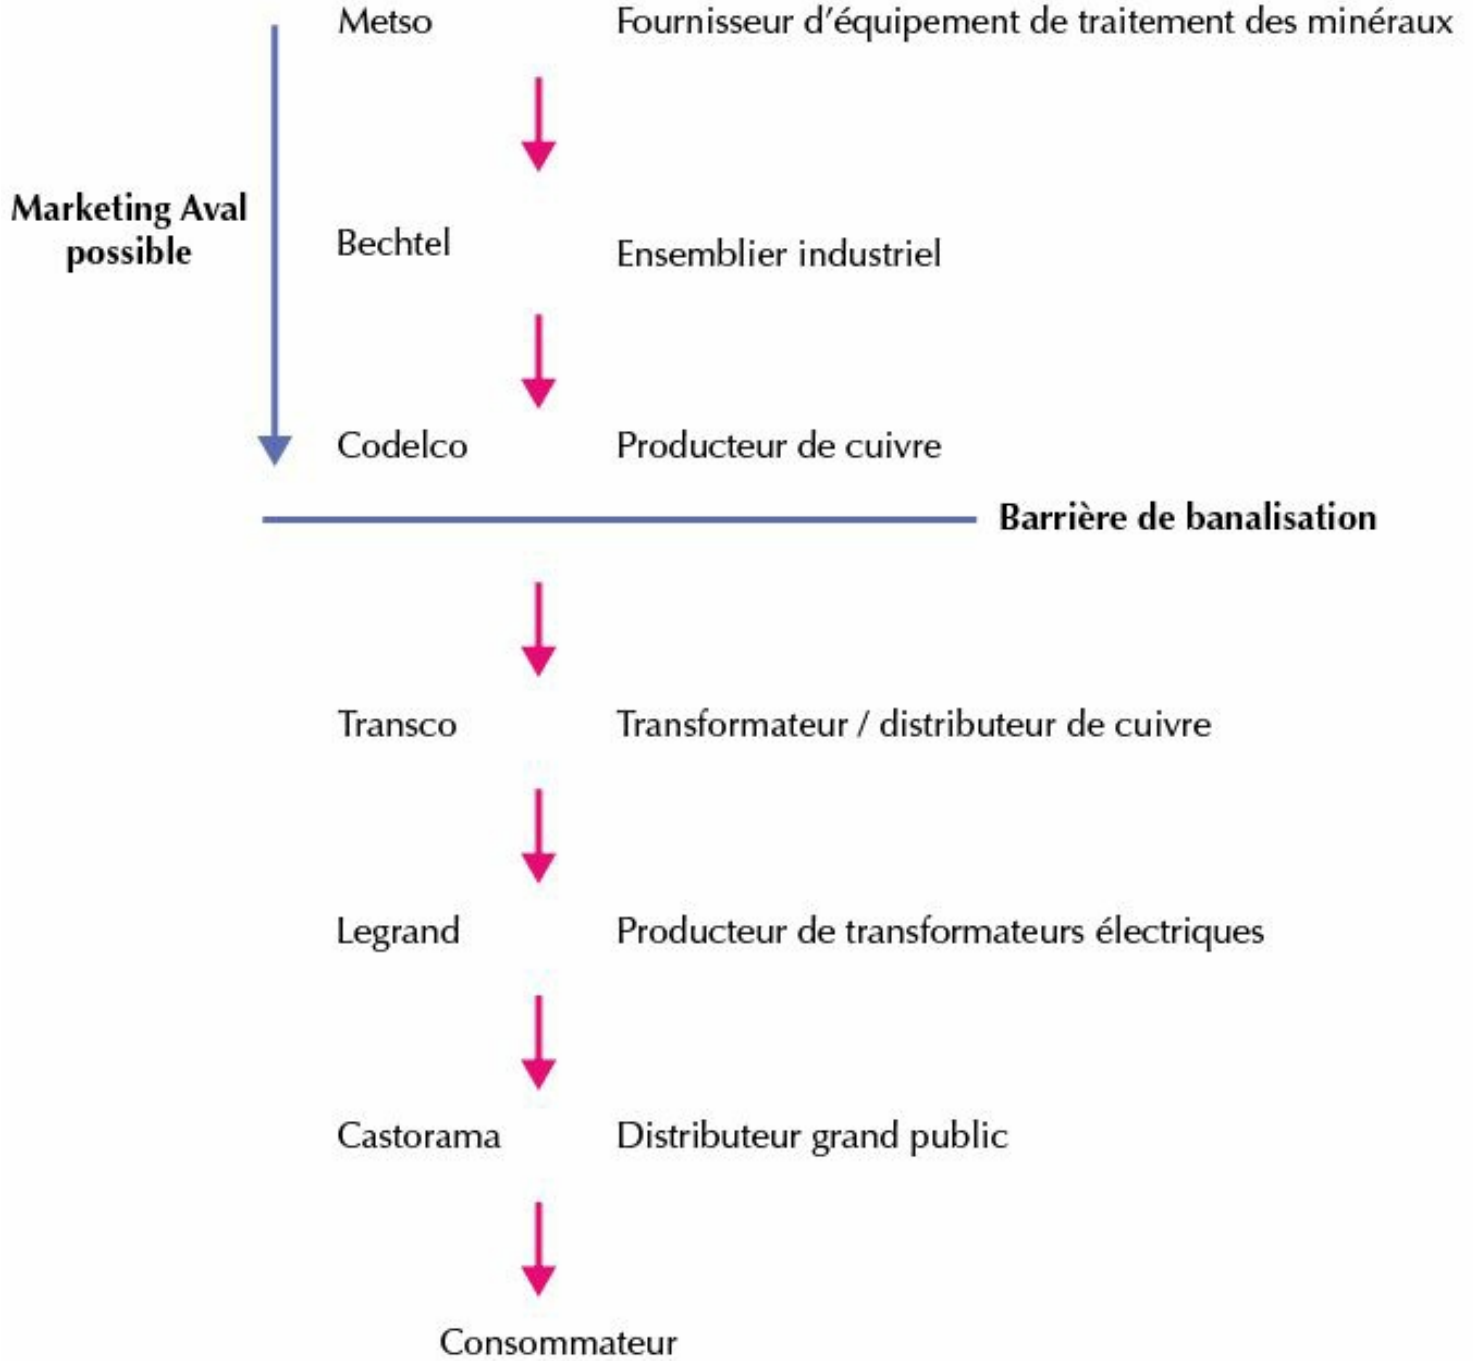 Metso Fournisseur d'équipement de traitement des minéraux
Marketing Aval
possible
Bechtel Ensemblier industriel
Codelco Producteur de cuivre
Barrière de banalisation
Transco Transformateur / distributeur de cuivre
Legrand Producteur de transformateurs électriques
Castorama Distributeur grand public
Consommateur